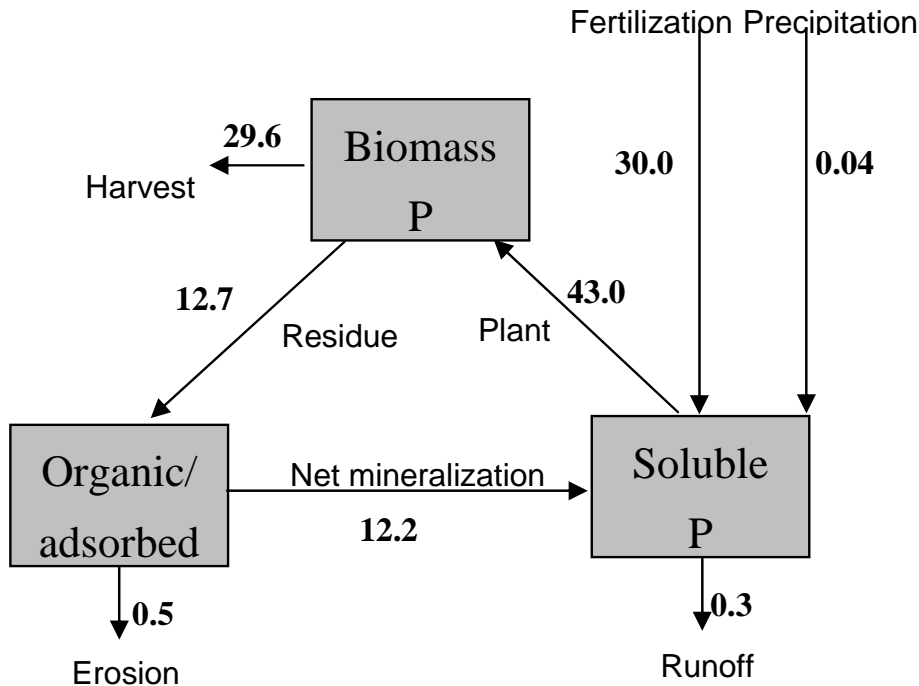 Fertilization Precipitation
29.6
Biomass
P
30.0
0.04
Harvest
12.7
43.0
Residue
Plant
Organic/
adsorbed
Net mineralization
12.2
Soluble
P
0.5
0.3
Erosion
Runoff